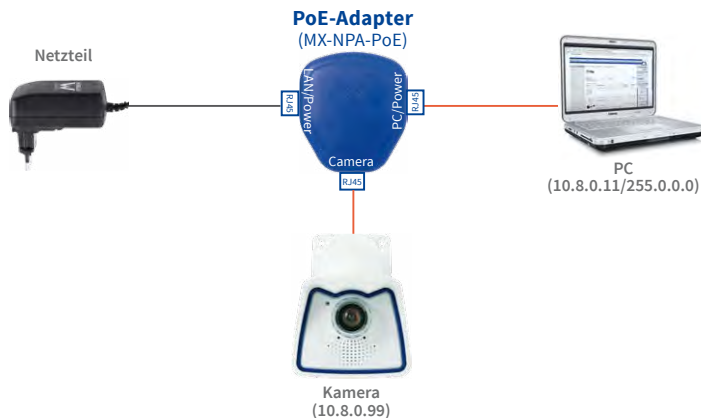 PoE-Adapter
(MX-NPA-PoE)
Netzteil
LAN/Power
PC/Power
RJ45
RJ45
Camera
RJ45
PC
(10.8.0.11/255.0.0.0)
Kamera
(10.8.0.99)